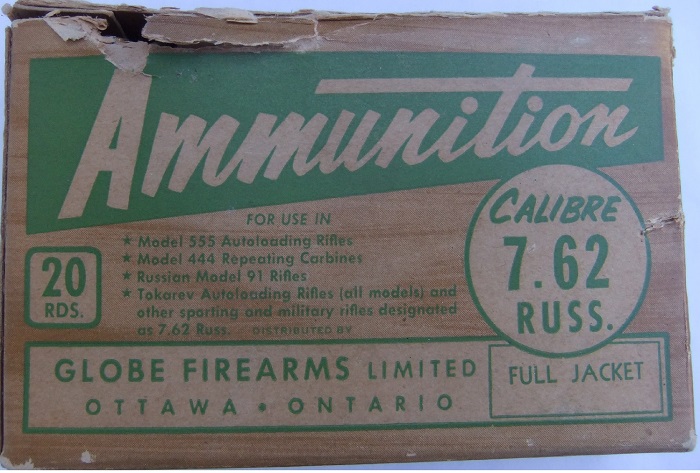 Ammunition
CALIBRE
7.62
RUSS.
FOR USE IN
★ Model 555 Autoloading Rifles
★ Model 444 Repeating Carbines
★ Russian Model 91 Rifles
★ Tokarev Autoloading Rifles (all models) and
other sporting and military rifles designated
as 7.62 Russ. DISTRIBUTED BY
20
RDS.
GLOBE FIREARMS LIMITED
OTTAWA • ONTARIO
FULL JACKET